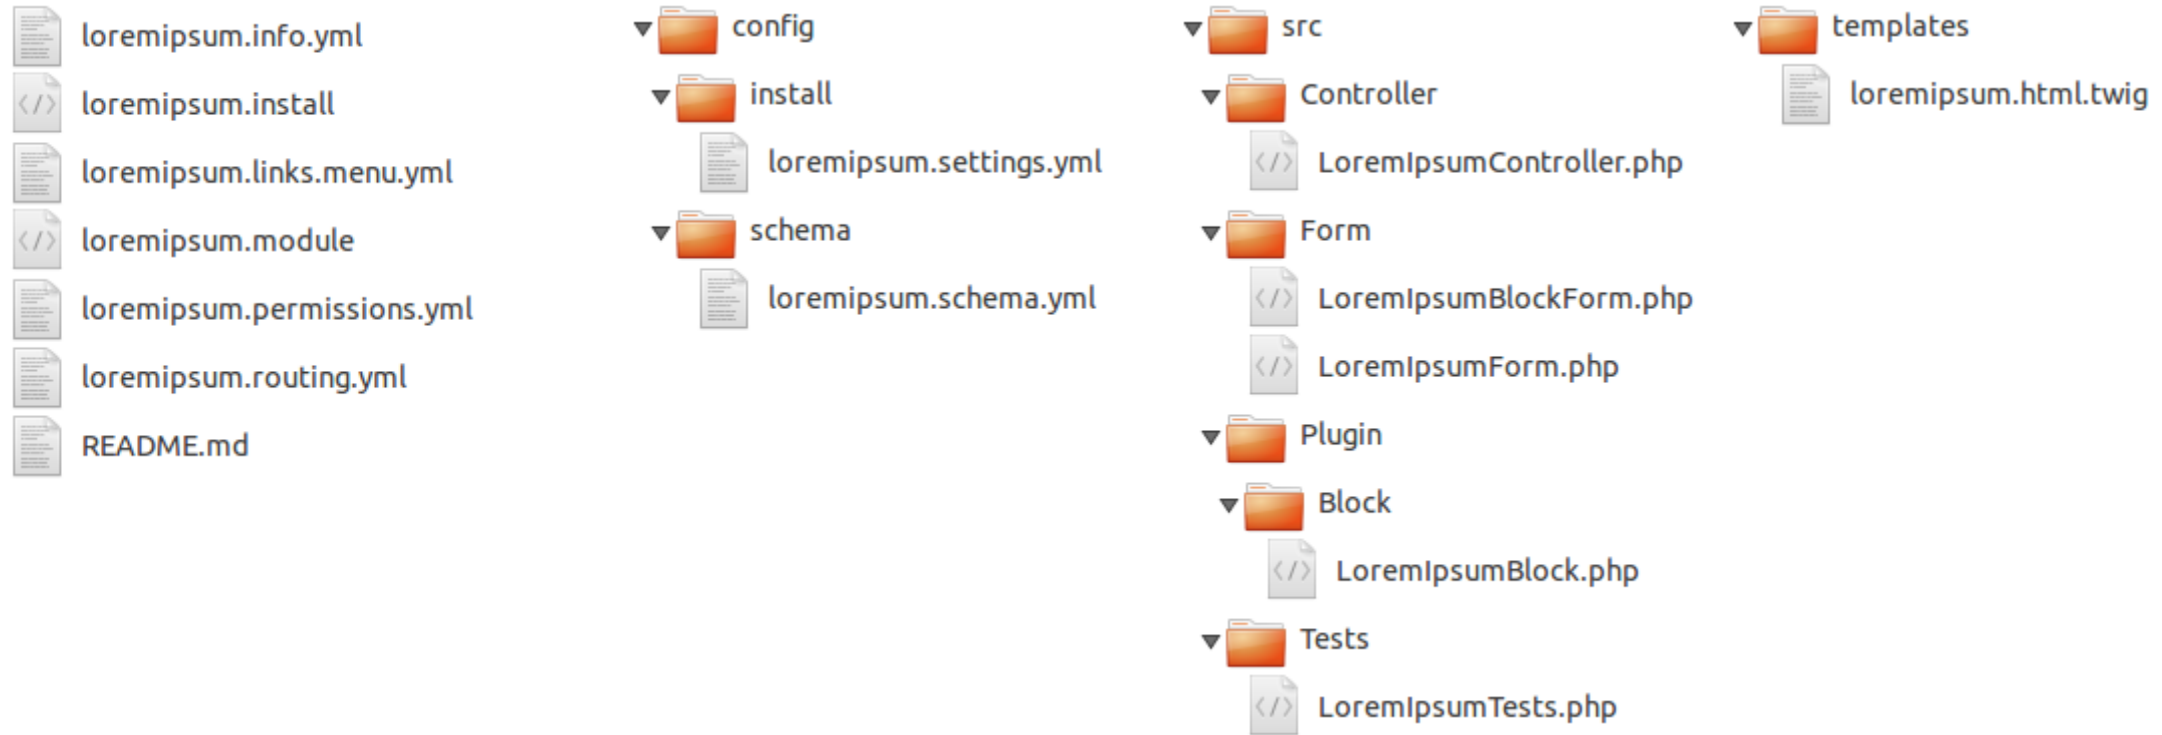 loremipsum.info.yml
loremipsum.install
loremipsum.links.menu.yml
loremipsum.module
loremipsum.permissions.yml
loremipsum.routing.yml
README.md
config
install
loremipsum.settings.yml
schema
loremipsum.schema.yml
src
Controller
LoremIpsumController.php
Form
LoremIpsumBlockForm.php
LoremIpsumForm.php
Plugin
Block
LoremIpsumBlock.php
Tests
LoremIpsumTests.php
templates
loremipsum.html.twig